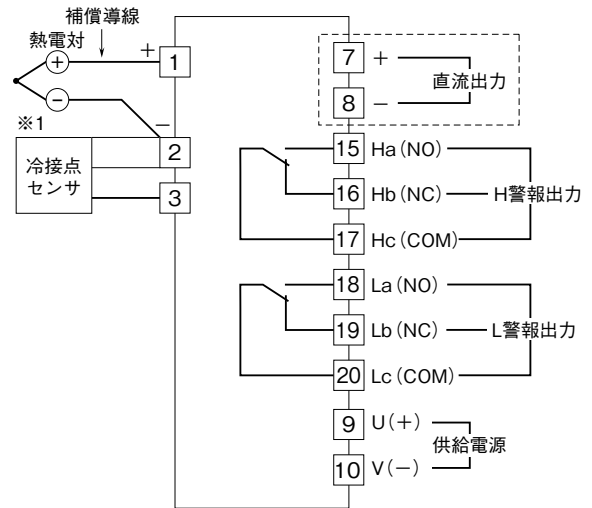 補償導線
熱電対
+
+
1
−
−
※1
2
冷接点
センサ
3
7 +
直流出力
8 −
15 Ha(NO)
16 Hb(NC) H警報出力
17 Hc(COM)
18 La(NO)
19 Lb(NC) L警報出力
20 Lc(COM)
9 U(+)
供給電源
10 V(−)